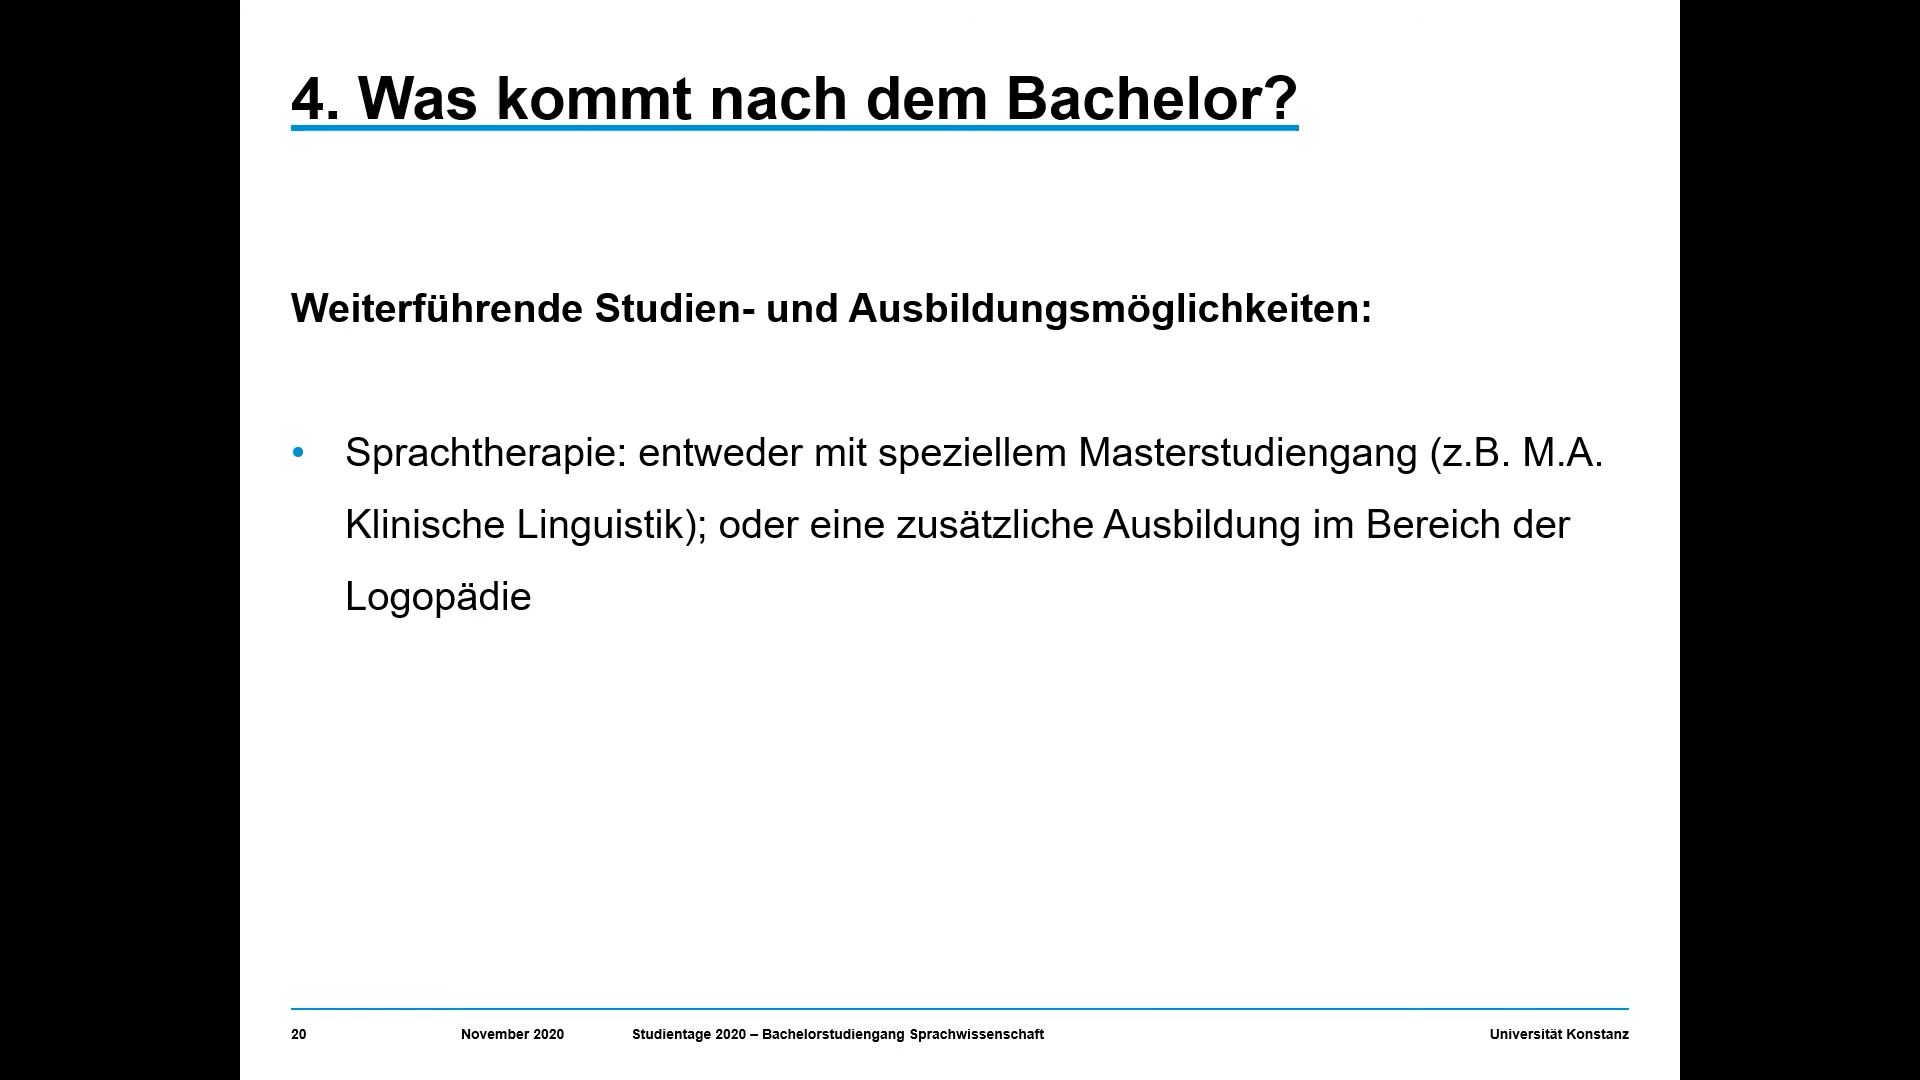 4. Was kommt nach dem Bachelor?
Weiterführende Studien- und Ausbildungsmöglichkeiten:
• Sprachtherapie: entweder mit speziellem Masterstudiengang (z.B. M.A.
Klinische Linguistik); oder eine zusätzliche Ausbildung im Bereich der
Logopädie
20 November 2020 Studientage 2020 – Bachelorstudiengang Sprachwissenschaft Universität Konstanz